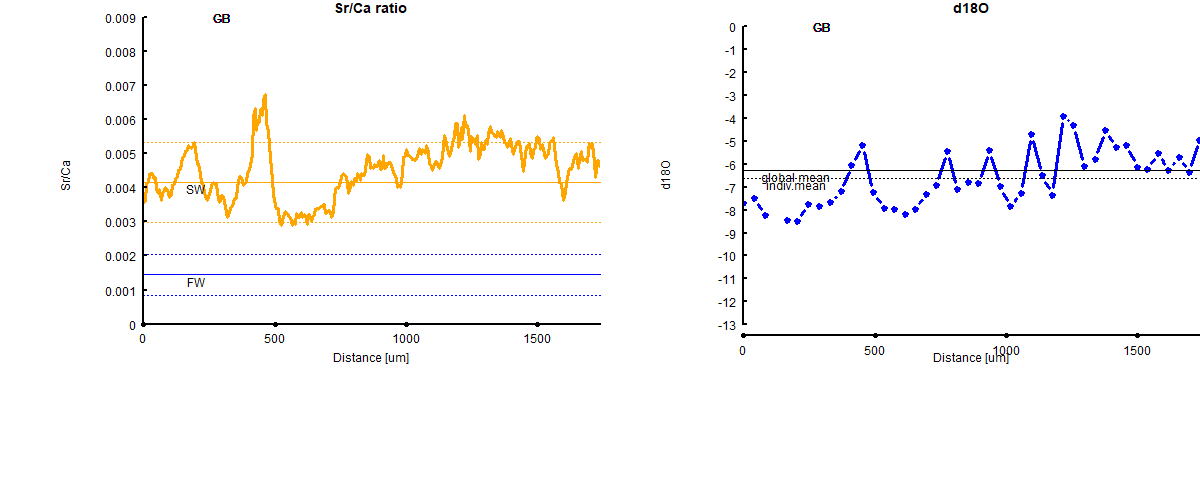 Sr/Ca ratio
GB
0.009
0.008
0.007
0.006
0.005
0.004
0.003
0.002
0.001
0
Sr/Ca
SW
FW
0
500
1000
1500
Distance [um]
d18O
GB
0
-1
-2
-3
-4
-5
-6
-7
-8
-9
-10
-11
-12
-13
d18O
global mean
Indiv.mean
0
500
1000
1500
Distance [um]